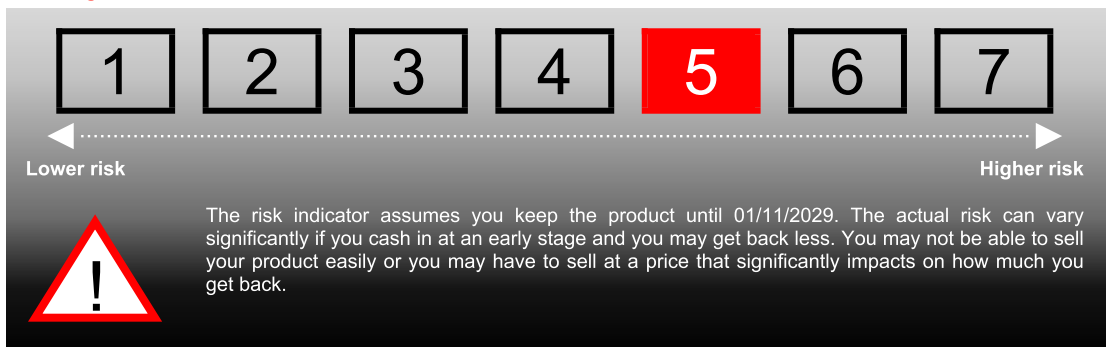 1 2 3 4 5 6 7
Lower risk Higher risk
The risk indicator assumes you keep the product until 01/11/2029. The actual risk can vary
significantly if you cash in at an early stage and you may get back less. You may not be able to sell
your product easily or you may have to sell at a price that significantly impacts on how much you
get back.
!